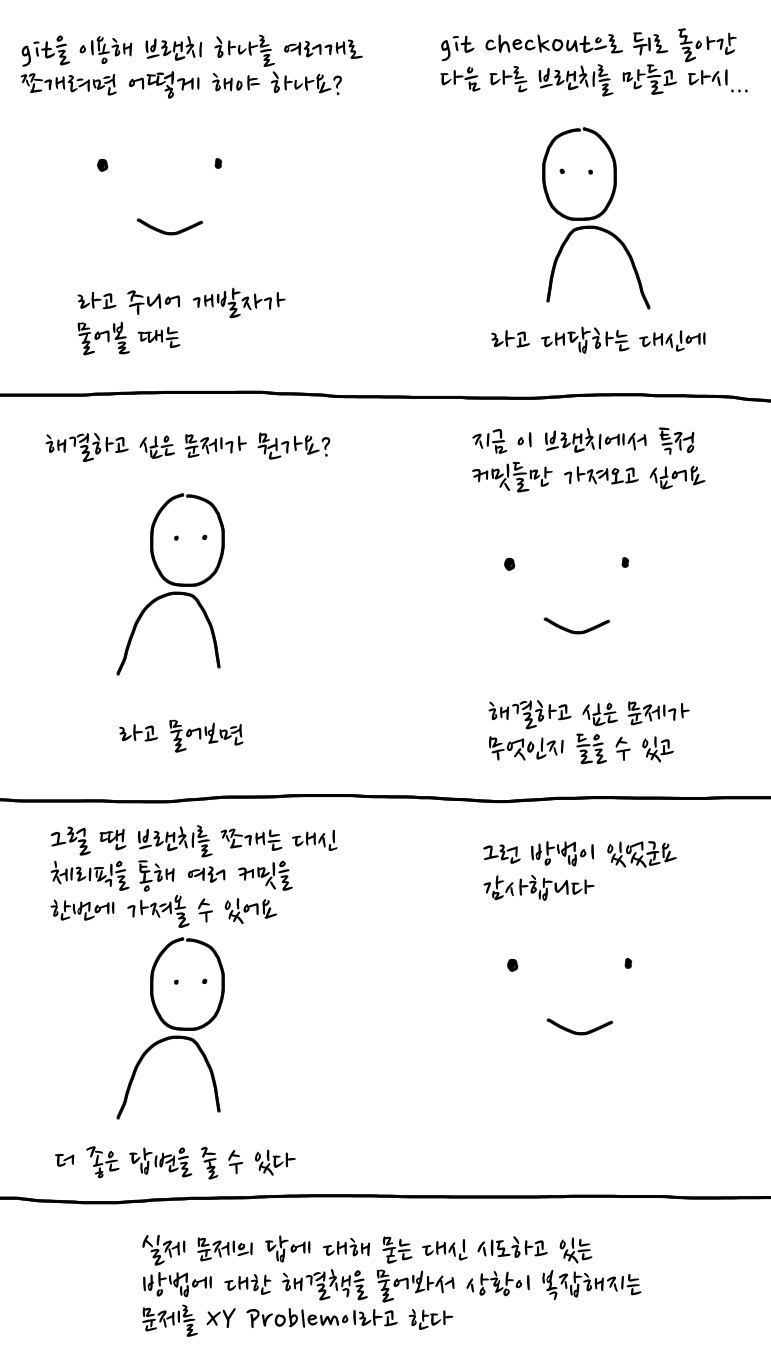 git을 이용해 브랜치 하나를 여러개로
쪼개려면 어떻게 해야 하나요?
git checkout으로 뒤로 돌아간
다음 다른 브랜치를 만들고 다시...
라고 주니어 개발자가
물어볼 때는
라고 대답하는 대신에
해결하고 싶은 문제가 뭔가요?
지금 이 브랜치에서 특정
커밋들만 가져오고 싶어요
라고 물어보면
해결하고 싶은 문제가
무엇인지 들을 수 있고
그럴 땐 브랜치를 쪼개는 대신
체리픽을 통해 여러 커밋을
한번에 가져올 수 있어요
그런 방법이 있었군요
감사합니다
더 좋은 답변을 줄 수 있다
실제 문제의 답에 대해 묻는 대신 시도하고 있는
방법에 대한 해결책을 물어봐서 상황이 복잡해지는
문제를 XY Problem이라고 한다